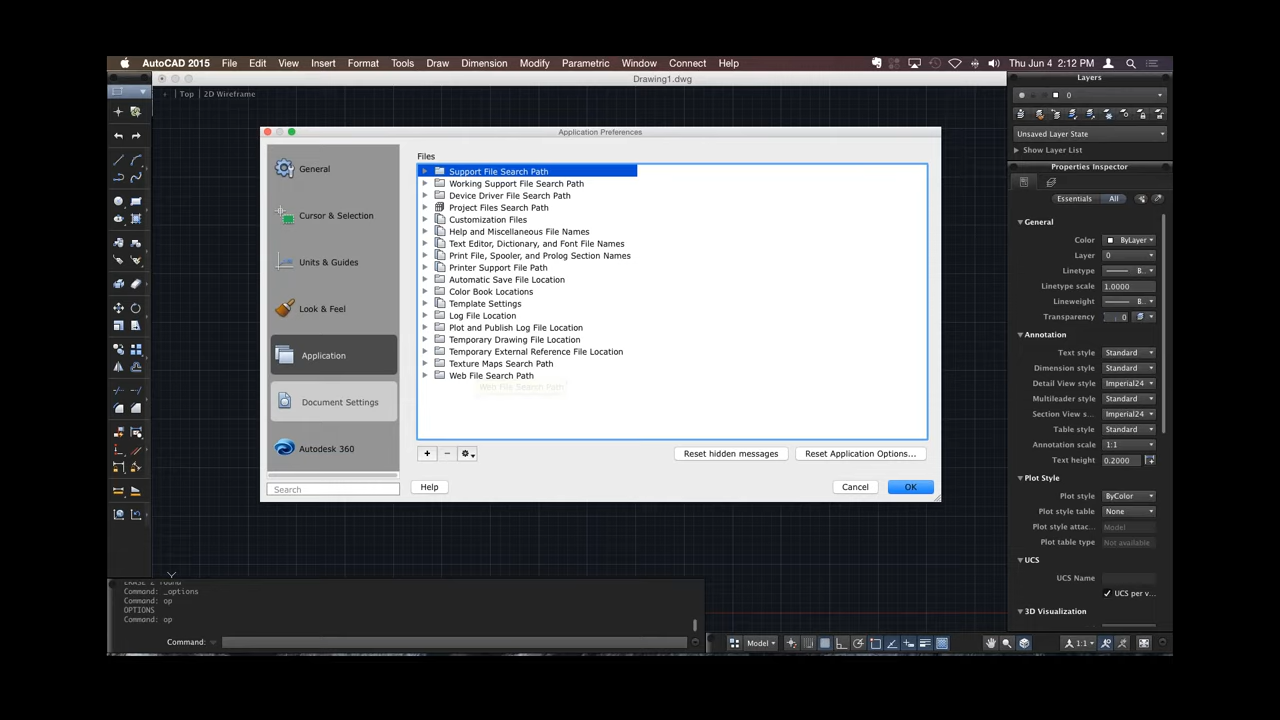 AutoCAD 2015 File Edit View Insert Format Tools Draw Dimension Modify Parametric Window Connect Help Thu Jun 4 2:12 PM
Drawing1.dwg
Top 2D Wireframe
Application Preferences
General
Cursor & Selection
Units & Guides
Look & Feel
Application
Document Settings
Autodesk 360
Search
Files
Support File Search Path
Working Support File Search Path
Device Driver File Search Path
Project Files Search Path
Customization Files
Help and Miscellaneous File Names
Text Editor, Dictionary, and Font File Names
Print File, Spooler, and Prolog Section Names
Printer Support File Path
Automatic Save File Location
Color Book Locations
Template Settings
Log File Location
Plot and Publish Log File Location
Temporary Drawing File Location
Temporary External Reference File Location
Texture Maps Search Path
Web File Search Path
Web File Search Path
Reset hidden messages Reset Application Options...
Help Cancel OK
Layers
0
Unsaved Layer State
Show Layer List
Properties Inspector
Essentials All
General
Color ByLayer
Layer 0
Linetype B...
Linetype scale 1.0000
Lineweight B...
Transparency 0
Annotation
Text style Standard
Dimension style Standard
Detail View style Imperial24
Multileader style Standard
Section View s... Imperial24
Table style Standard
Annotation scale 1:1
Text height 0.2000
Plot Style
Plot style ByColor
Plot style table None
Plot style attac... Model
Plot table type Not available
UCS
UCS Name
UCS per v...
3D Visualization
ERASE 2 found
Command: _options
Command: op
OPTIONS
Command: op
Command:
Model 1:1